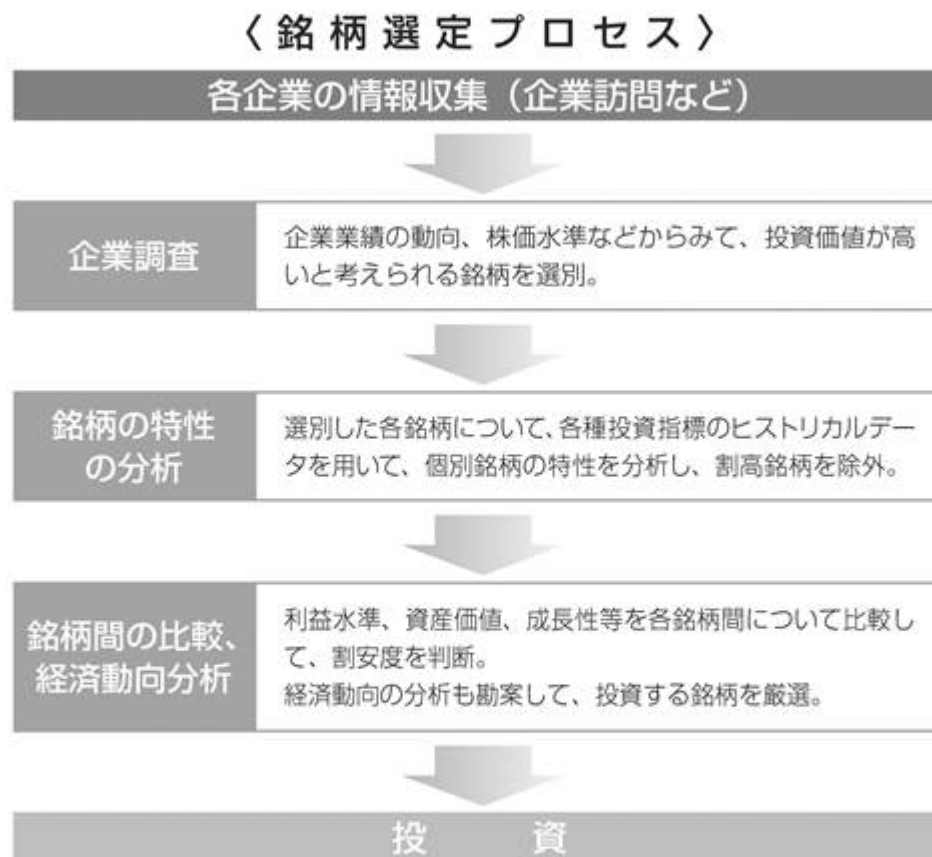 〈銘柄選定プロセス〉
各企業の情報収集（企業訪問など）
企業調査
企業業績の動向、株価水準などからみて、投資価値が高
いと考えられる銘柄を選別。
銘柄の特性
の分析
選別した各銘柄について、各種投資指標のヒストリカルデー
タを用いて、個別銘柄の特性を分析し、割高銘柄を除外。
銘柄間の比較、
経済動向分析
利益水準、資産価値、成長性等を各銘柄間について比較し
て、割安度を判断。
経済動向の分析も勘案して、投資する銘柄を厳選。
投資